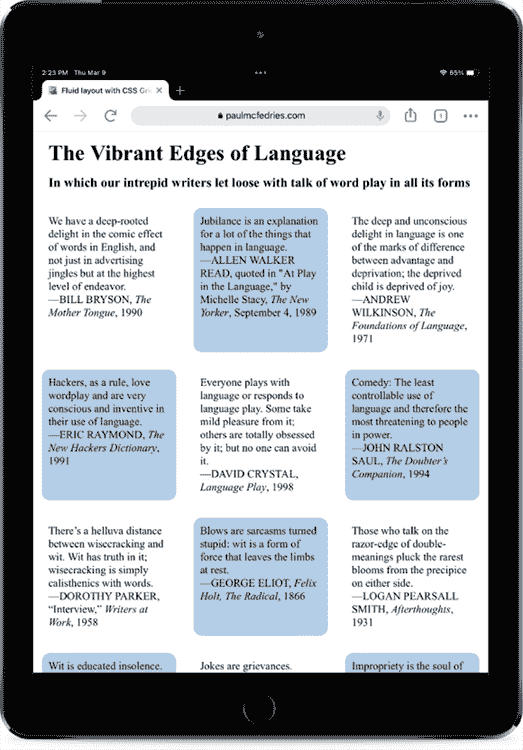 2:23 PM Thu Mar 9
65%
Fluid layout with CSS Gri
paulmcfedries.com
1
The Vibrant Edges of Language
In which our intrepid writers let loose with talk of word play in all its forms
We have a deep-rooted
delight in the comic effect
of words in English, and
not just in advertising
jingles but at the highest
level of endeavor.
—BILL BRYSON, The
Mother Tongue, 1990
Jubilance is an explanation
for a lot of the things that
happen in language.
—ALLEN WALKER
READ, quoted in "At Play
in the Language," by
Michelle Stacy, The New
Yorker, September 4, 1989
The deep and unconscious
delight in language is one
of the marks of difference
between advantage and
deprivation; the deprived
child is deprived of joy.
—ANDREW
WILKINSON, The
Foundations of Language,
1971
Hackers, as a rule, love
wordplay and are very
conscious and inventive in
their use of language.
—ERIC RAYMOND, The
New Hackers Dictionary,
1991
Everyone plays with
language or responds to
language play. Some take
mild pleasure from it;
others are totally obsessed
by it; but no one can avoid
it.
—DAVID CRYSTAL,
Language Play, 1998
Comedy: The least
controllable use of
language and therefore the
most threatening to people
in power.
—JOHN RALSTON
SAUL, The Doubter's
Companion, 1994
There's a helluva distance
between wisecracking and
wit. Wit has truth in it;
wisecracking is simply
calisthenics with words.
—DOROTHY PARKER,
“Interview,” Writers at
Work, 1958
Blows are sarcasms turned
stupid: wit is a form of
force that leaves the limbs
at rest.
—GEORGE ELIOT, Felix
Holt, The Radical, 1866
Those who talk on the
razor-edge of double-
meanings pluck the rarest
blooms from the precipice
on either side.
—LOGAN PEARSALL
SMITH, Afterthoughts,
1931
Wit is educated insolence.
Jokes are grievances.
Impropriety is the soul of